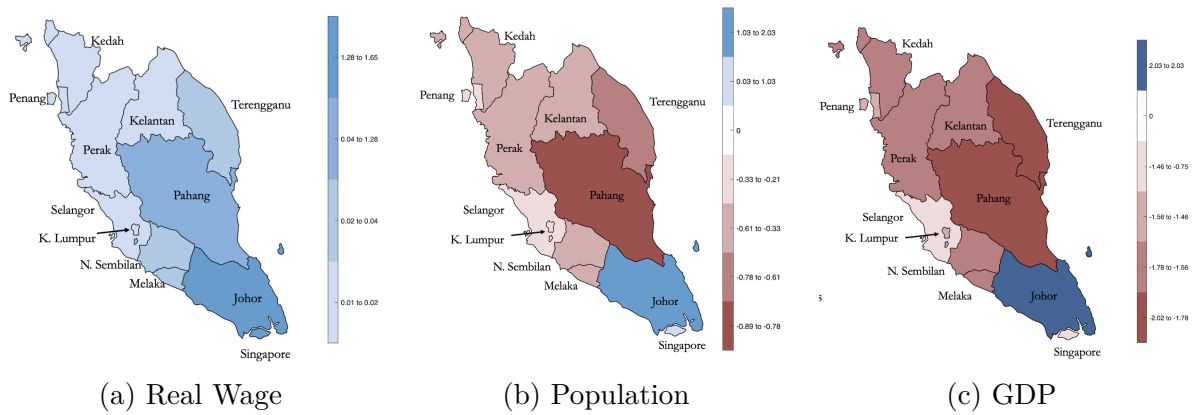 Kedah
Penang
Terengganu
Kelantan
Perak
Pahang
Selangor
K. Lumpur
N. Sembilan
Melaka
Johor
Singapore
1.28 to 1.65
0.04 to 1.28
0.02 to 0.04
0.01 to 0.02
(a) Real Wage
Kedah
Penang
Terengganu
Kelantan
Perak
Pahang
Selangor
K. Lumpur
N. Sembilan
Melaka
Johor
Singapore
1.03 to 2.03
0.03 to 1.03
0
-0.33 to -0.21
-0.61 to -0.33
-0.78 to -0.61
-0.89 to -0.78
(b) Population
Kedah
Penang
Terengganu
Kelantan
Perak
Pahang
Selangor
K. Lumpur
N. Sembilan
Melaka
Johor
Singapore
s
2.03 to 2.03
0
-1.46 to -0.75
-1.56 to -1.46
-1.78 to -1.56
-2.02 to -1.78
(c) GDP